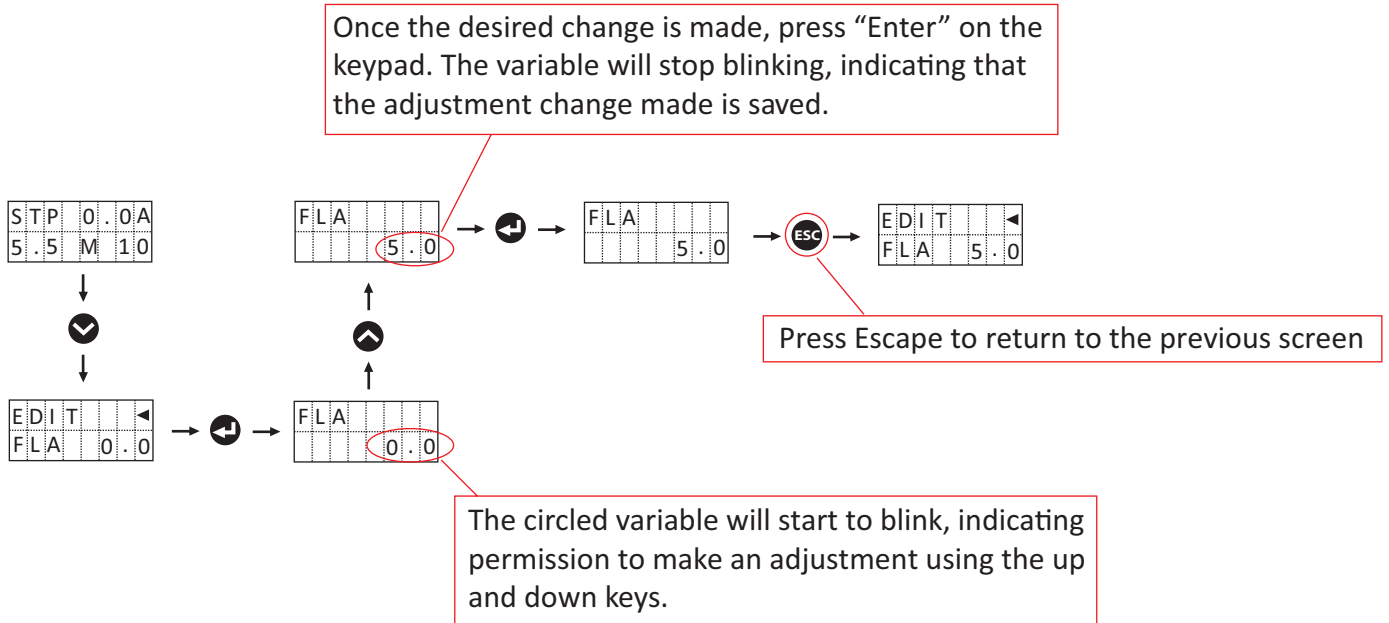 Once the desired change is made, press “Enter” on the
keypad. The variable will stop blinking, indicating that
the adjustment change made is saved.
STP 0.0A
5.5 M 10
FLA
5.0
FLA
5.0
ESC
EDIT ◄
FLA 5.0
Press Escape to return to the previous screen
EDIT ◄
FLA 0.0
FLA
0.0
The circled variable will start to blink, indicating
permission to make an adjustment using the up
and down keys.